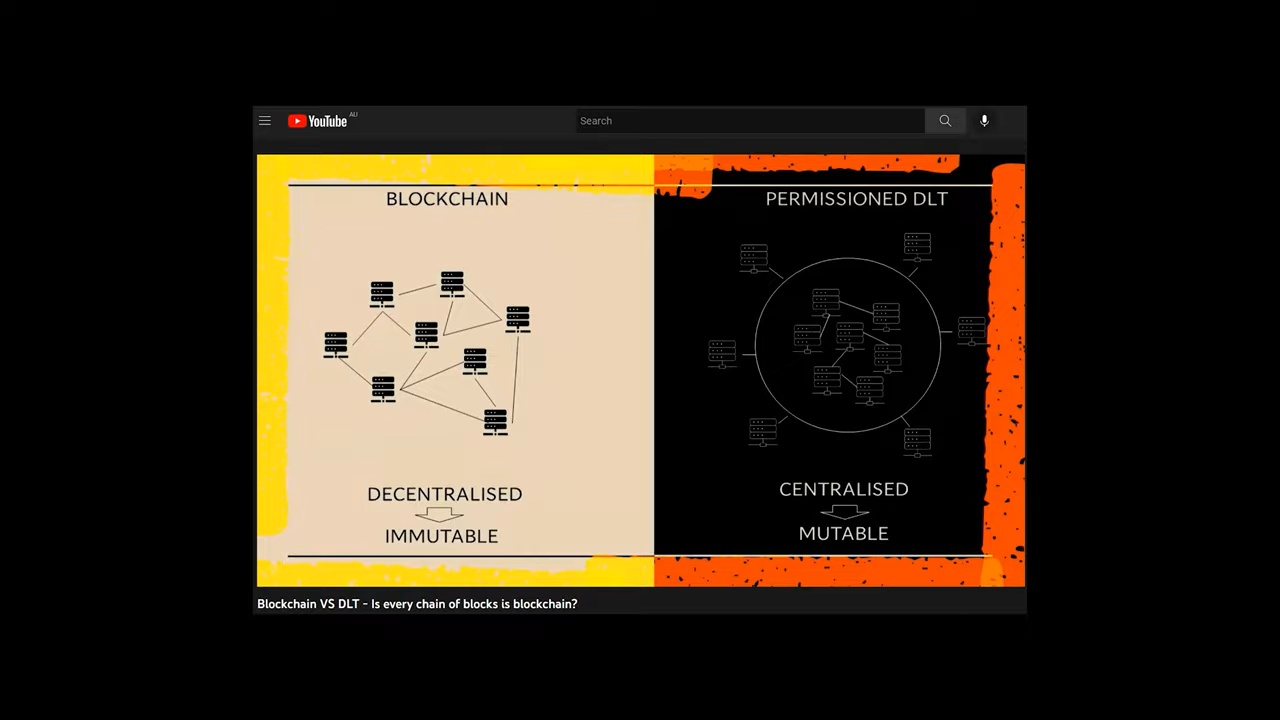 YouTube AU
Search
BLOCKCHAIN
DECENTRALISED
IMMUTABLE
PERMISSIONED DLT
CENTRALISED
MUTABLE
Blockchain VS DLT - Is every chain of blocks is blockchain?